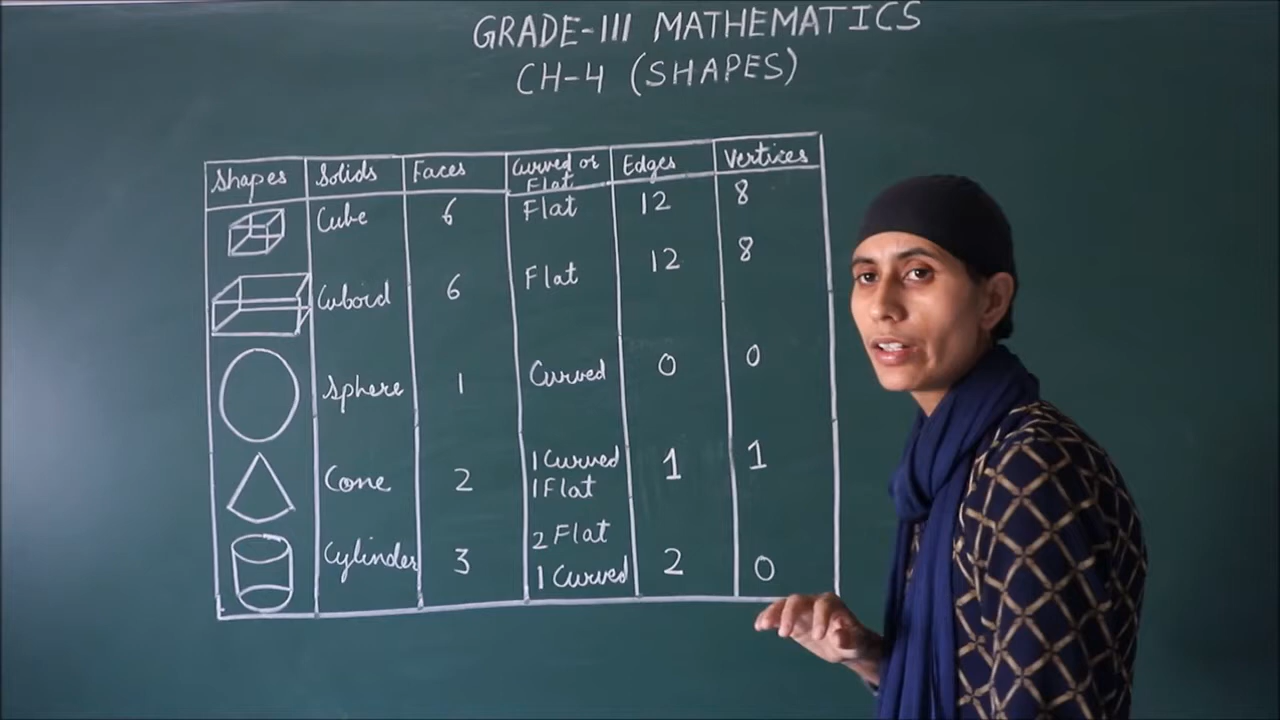 GRADE-III MATHEMATICS
CH-4 (SHAPES)
Shapes Solids Faces Curved or Flat Edges Vertices
Cube 6 Flat 12 8
Cuboid 6 Flat 12 8
Sphere 1 Curved 0 0
Cone 2 1 Curved 1 Flat 1 1
Cylinder 3 2 Flat 1 Curved 2 0